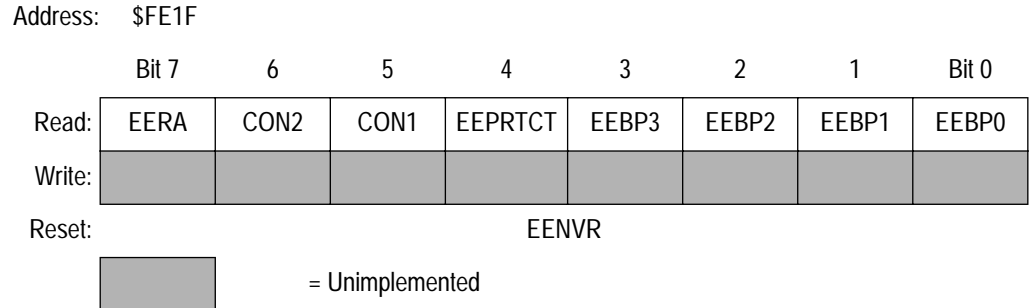 Address: $FE1F
Bit 7 6 5 4 3 2 1 Bit 0
Read: EERA CON2 CON1 EEPRTCT EEBP3 EEBP2 EEBP1 EEBP0
Write:
Reset: EENVR
= Unimplemented